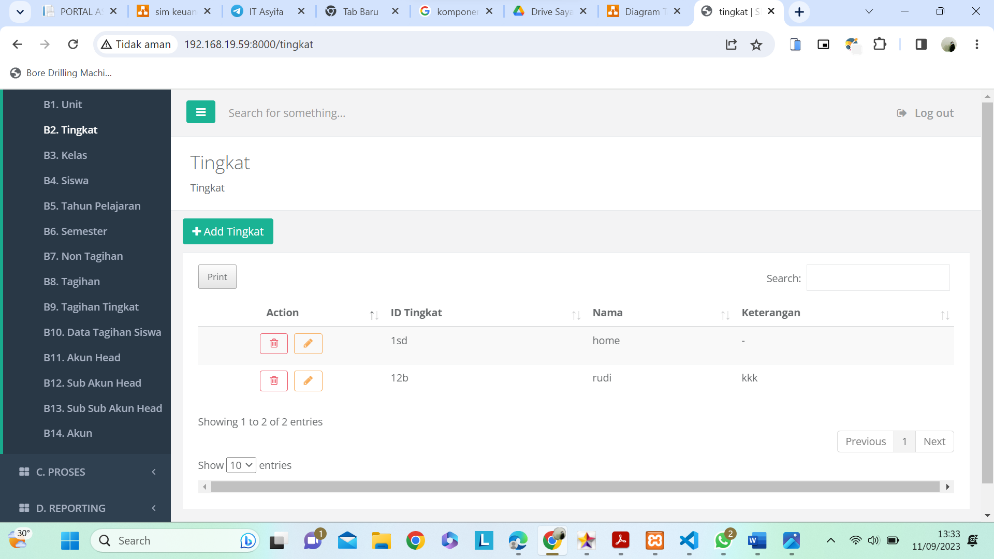 PORTAL A
sim keuan
IT Asyifa
Tab Baru
kompone
Drive Saya
Diagram T
tingkat | S
Tidak aman
192.168.19.59:8000/tingkat
Bore Drilling Machi...
B1. Unit
B2. Tingkat
B3. Kelas
B4. Siswa
B5. Tahun Pelajaran
B6. Semester
B7. Non Tagihan
B8. Tagihan
B9. Tagihan Tingkat
B10. Data Tagihan Siswa
B11. Akun Head
B12. Sub Akun Head
B13. Sub Sub Akun Head
B14. Akun
C. PROSES
D. REPORTING
Search for something...
Log out
Tingkat
Tingkat
Add Tingkat
Print
Search:
Action ID Tingkat Nama Keterangan
1sd home -
12b rudi kkk
Showing 1 to 2 of 2 entries
Previous 1 Next
Show 10 entries
30°
Search
1
L
2
13:33
11/09/2023